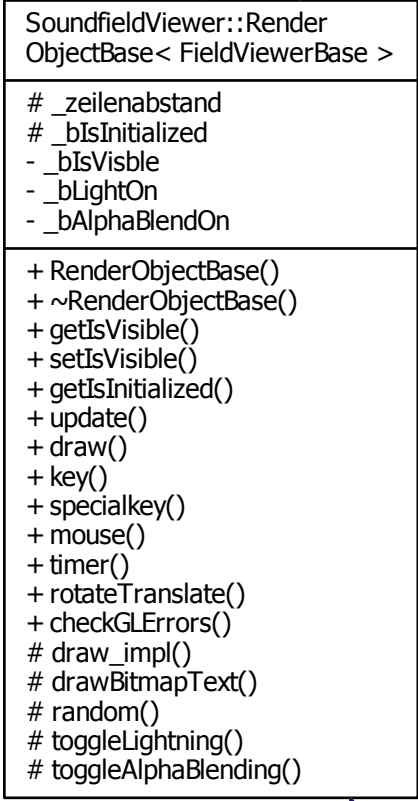 SoundfieldViewer::Render
ObjectBase< FieldViewerBase >
# _zeilenabstand
# _bIsInitialized
- _bIsVisble
- _bLightOn
- _bAlphaBlendOn
+ RenderObjectBase()
+ ~RenderObjectBase()
+ getIsVisible()
+ setIsVisible()
+ getIsInitialized()
+ update()
+ draw()
+ key()
+ specialkey()
+ mouse()
+ timer()
+ rotateTranslate()
+ checkGLErrors()
# draw_impl()
# drawBitmapText()
# random()
# toggleLightning()
# toggleAlphaBlending()